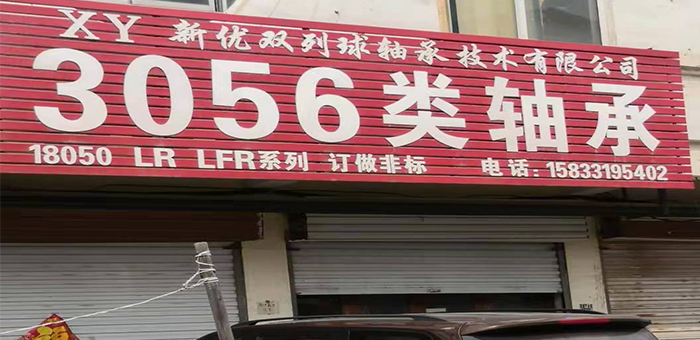 XY 新优双列球轴承技术有限公司
3056类轴承
18050 LR LFR系列 订做非标 电话:15833195402